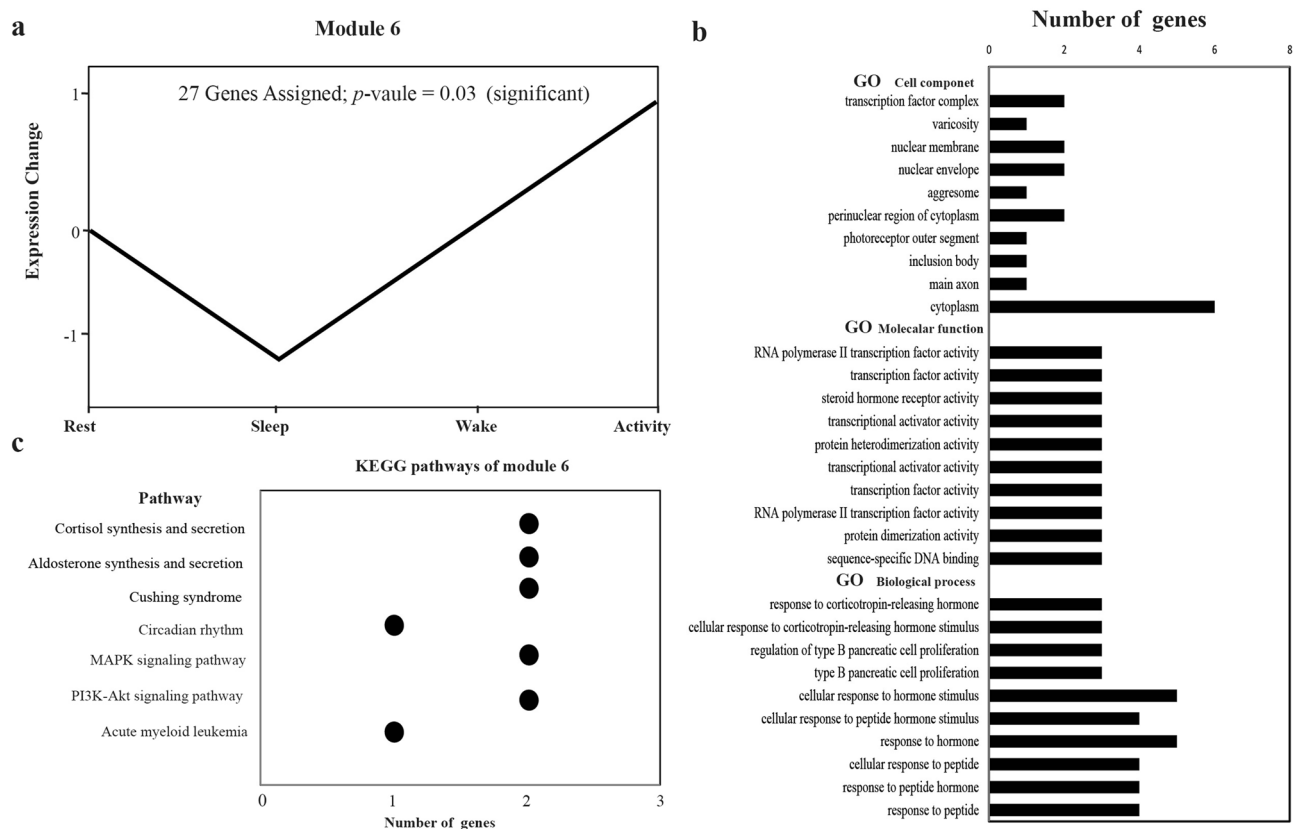 a
Module 6
27 Genes Assigned; p-vaule = 0.03 (significant)
Expression Change
1
0
-1
Rest
Sleep
Wake
Activity
b
Number of genes
0
2
4
6
8
GO Cell componet
transcription factor complex
varicosity
nuclear membrane
nuclear envelope
aggresome
perinuclear region of cytoplasm
photoreceptor outer segment
inclusion body
main axon
cytoplasm
GO Molecalar function
RNA polymerase II transcription factor activity
transcription factor activity
steroid hormone receptor activity
transcriptional activator activity
protein heterodimerization activity
transcriptional activator activity
transcription factor activity
RNA polymerase II transcription factor activity
protein dimerization activity
sequence-specific DNA binding
GO Biological process
response to corticotropin-releasing hormone
cellular response to corticotropin-releasing hormone stimulus
regulation of type B pancreatic cell proliferation
type B pancreatic cell proliferation
cellular response to hormone stimulus
cellular response to peptide hormone stimulus
response to hormone
cellular response to peptide
response to peptide hormone
response to peptide
c
KEGG pathways of module 6
Pathway
Cortisol synthesis and secretion
Aldosterone synthesis and secretion
Cushing syndrome
Circadian rhythm
MAPK signaling pathway
PI3K-Akt signaling pathway
Acute myeloid leukemia
0
1
2
3
Number of genes